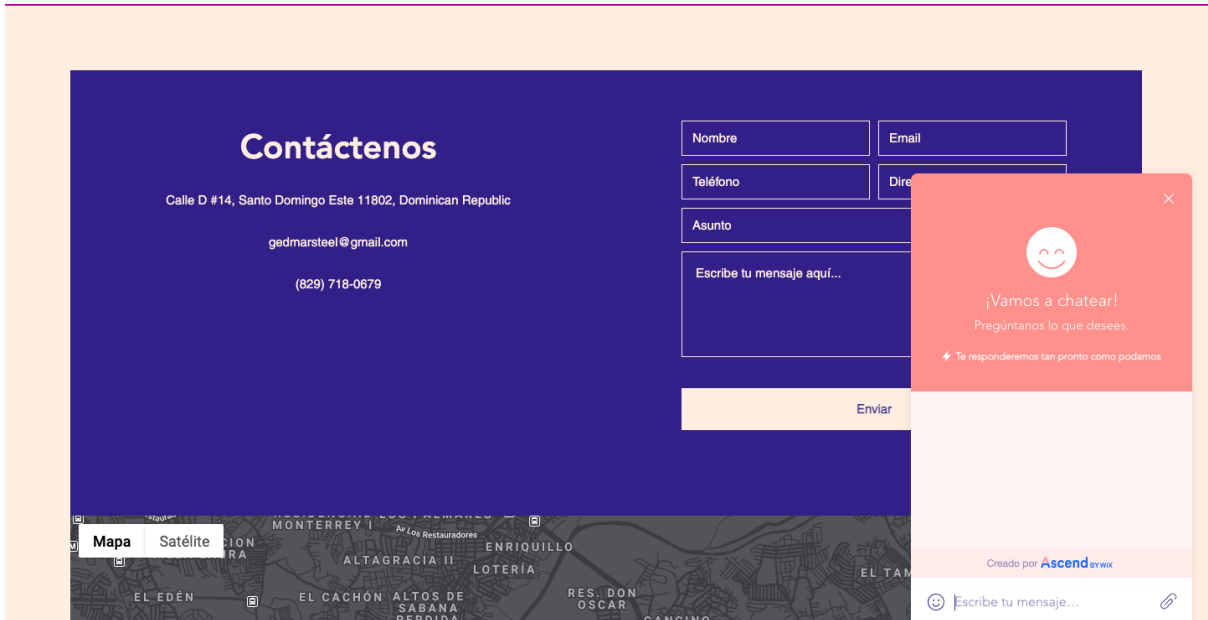 Contáctenos
Calle D #14, Santo Domingo Este 11802, Dominican Republic
gedmarsteel@gmail.com
(829) 718-0679
Nombre
Email
Teléfono
Dire
Asunto
Escribe tu mensaje aquí...
Enviar
¡Vamos a chatear!
Pregúntanos lo que desees.
Te responderemos tan pronto como podamos
Creado por Ascend BY WIX
Escribe tu mensaje...
Mapa
Satélite
MONTERREY I
Av Los Restauradores
ENRIQUILLO
ALTAGRACIA II
LOTERÍA
EL TAM
EL EDÉN
EL CACHÓN
ALTOS DE
SABANA
PERDIDA
RES. DON
OSCAR
CANCINO